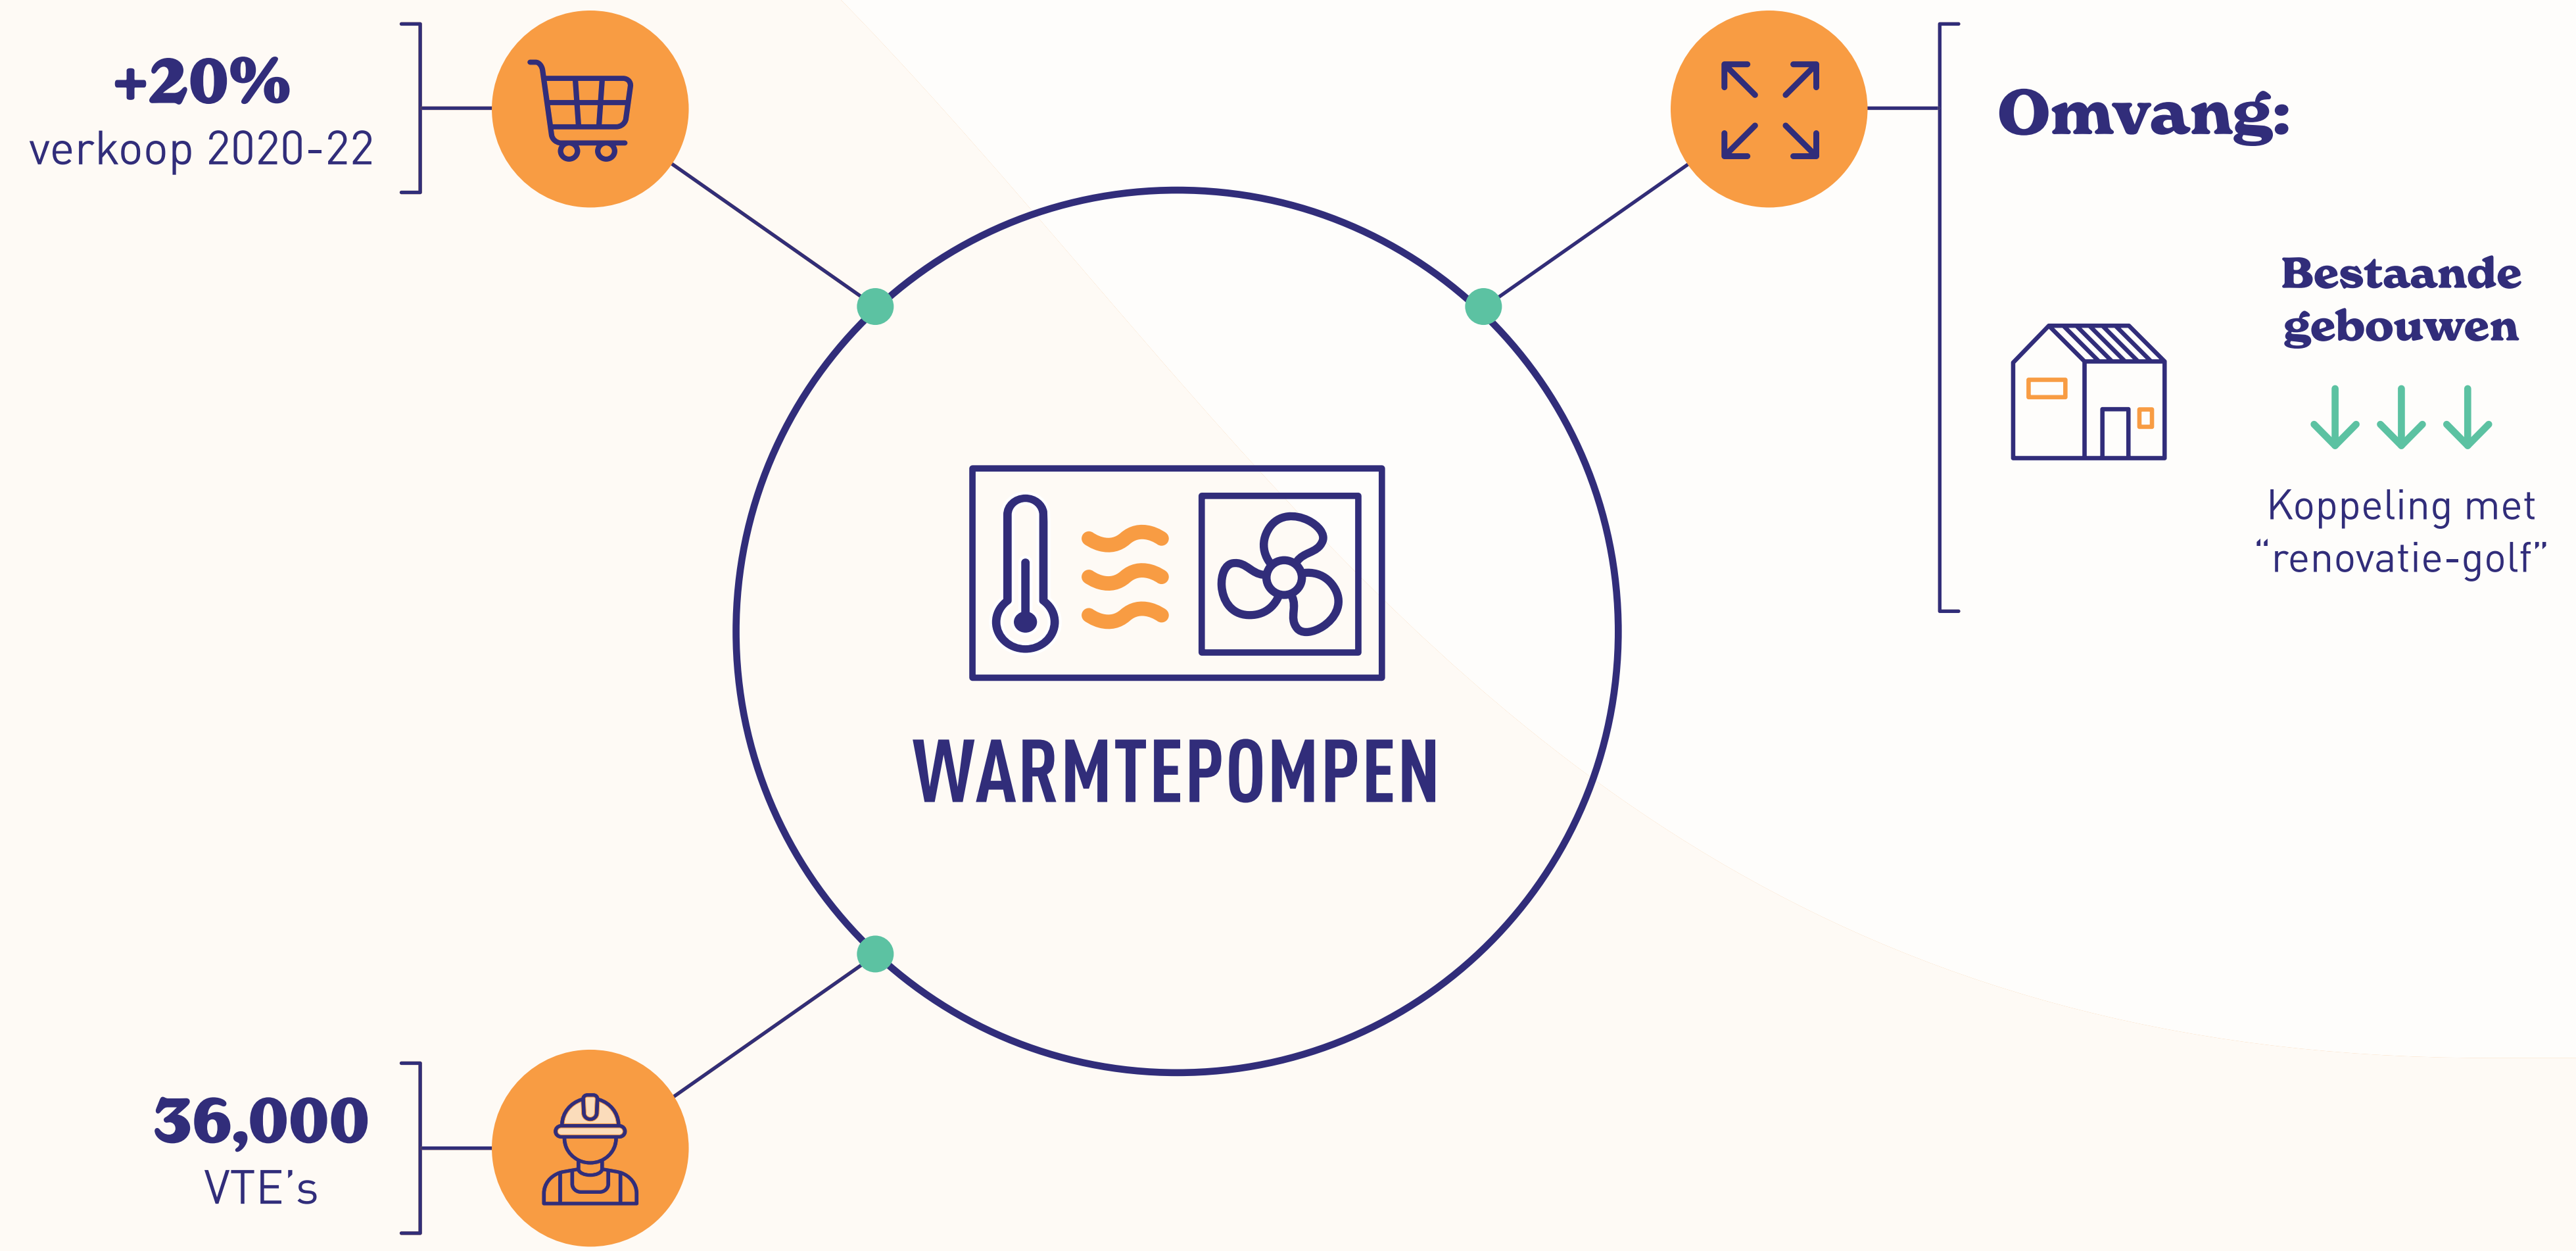 +20%
verkoop 2020-22
Omvang:
Bestaande
gebouwen
Koppeling met
“renovatie-golf”
WARMTEPOMPEN
36,000
VTE’s